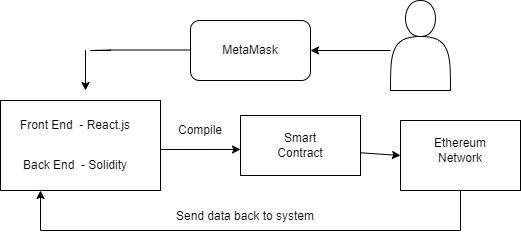 MetaMask
Front End - React.js
Back End - Solidity
Compile
Smart
Contract
Ethereum
Network
Send data back to system